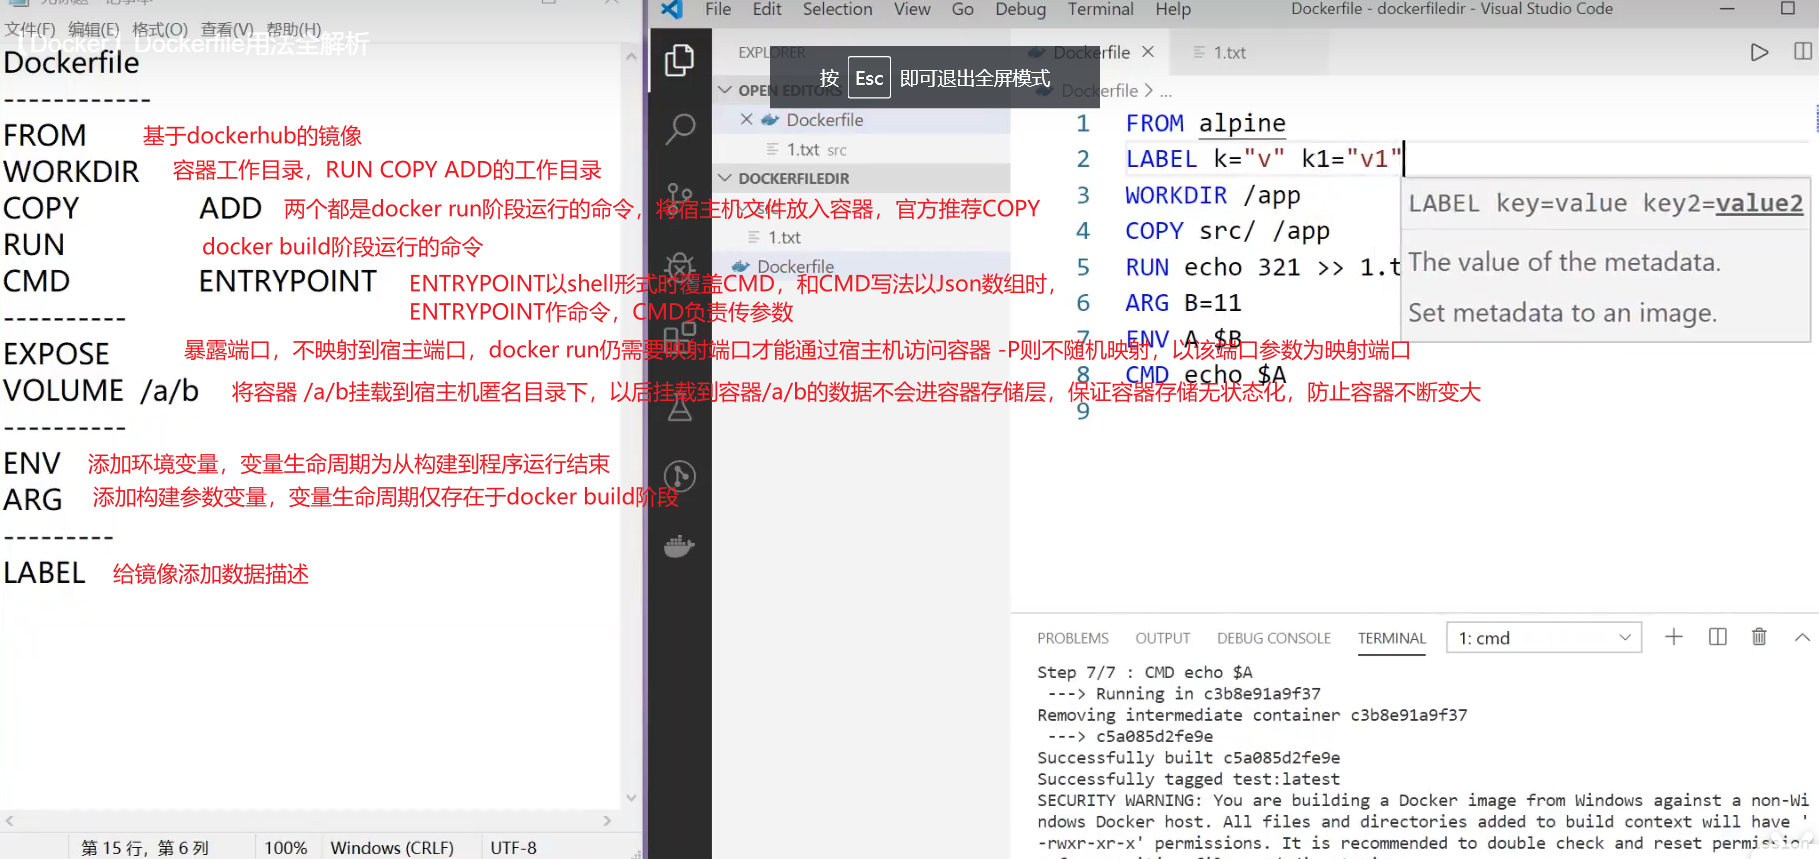 文件(F) 编辑(E) 格式(O) 查看(V) 帮助(H)
【Docker】Dockerfile用法全解析
Dockerfile
------------
FROM 基于dockerhub的镜像
WORKDIR 容器工作目录，RUN COPY ADD的工作目录
COPY ADD 两个都是docker run阶段运行的命令，将宿主机文件放入容器，官方推荐COPY
RUN docker build阶段运行的命令
CMD ENTRYPOINT ENTRYPOINT以shell形式时覆盖CMD，和CMD写法以Json数组时，
ENTRYPOINT作命令，CMD负责传参数
----------
EXPOSE 暴露端口，不映射到宿主端口，docker run仍需要映射端口才能通过宿主机访问容器 -P则不随机映射，以该端口参数为映射端口
VOLUME /a/b 将容器 /a/b挂载到宿主机匿名目录下，以后挂载到容器/a/b的数据不会进容器存储层，保证容器存储无状态化，防止容器不断变大
----------
ENV 添加环境变量，变量生命周期为从构建到程序运行结束
ARG 添加构建参数变量，变量生命周期仅存在于docker build阶段
---------
LABEL 给镜像添加数据描述
第 15 行，第 6 列 100% Windows (CRLF) UTF-8
File Edit Selection View Go Debug Terminal Help Dockerfile - dockerfiledir - Visual Studio Code
EXPLORER
OPEN EDITORS
Dockerfile
1.txt src
DOCKERFILEDIR
src
1.txt
Dockerfile
按 Esc 即可退出全屏模式
Dockerfile 1.txt
Dockerfile > ...
1 FROM alpine
2 LABEL k="v" k1="v1"
3 WORKDIR /app
4 COPY src/ /app
5 RUN echo 321 >> 1.t
6 ARG B=11
7 ENV A $B
8 CMD echo $A
9
LABEL key=value key2=value2
The value of the metadata.
Set metadata to an image.
PROBLEMS OUTPUT DEBUG CONSOLE TERMINAL 1: cmd
Step 7/7 : CMD echo $A
---> Running in c3b8e91a9f37
Removing intermediate container c3b8e91a9f37
---> c5a085d2fe9e
Successfully built c5a085d2fe9e
Successfully tagged test:latest
SECURITY WARNING: You are building a Docker image from Windows against a non-Wi
ndows Docker host. All files and directories added to build context will have '
-rwxr-xr-x' permissions. It is recommended to double check and reset permission